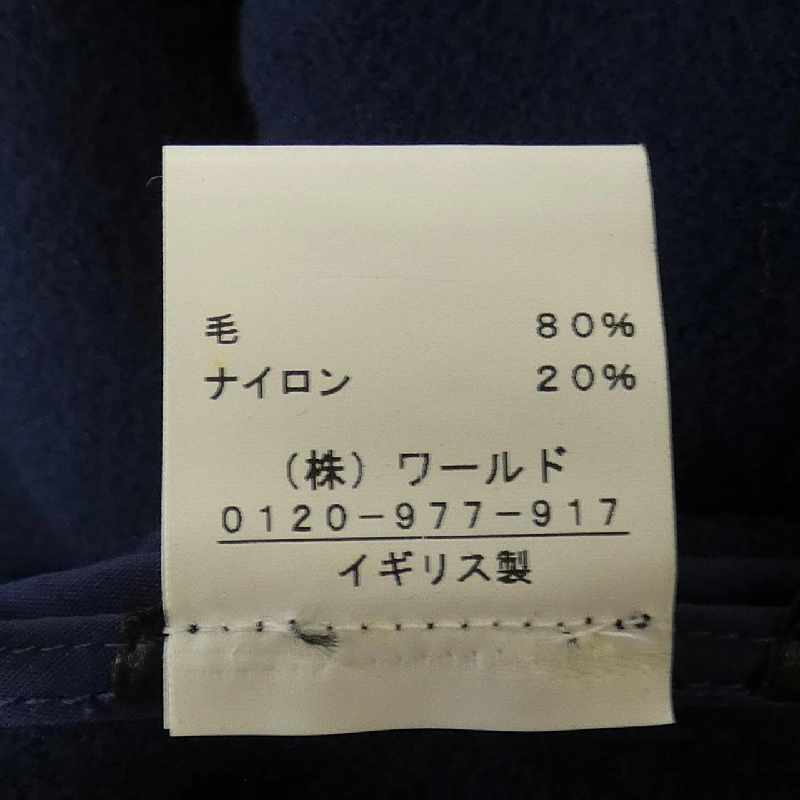 毛 80%
ナイロン 20%
(株)ワールド
0120-977-917
イギリス製